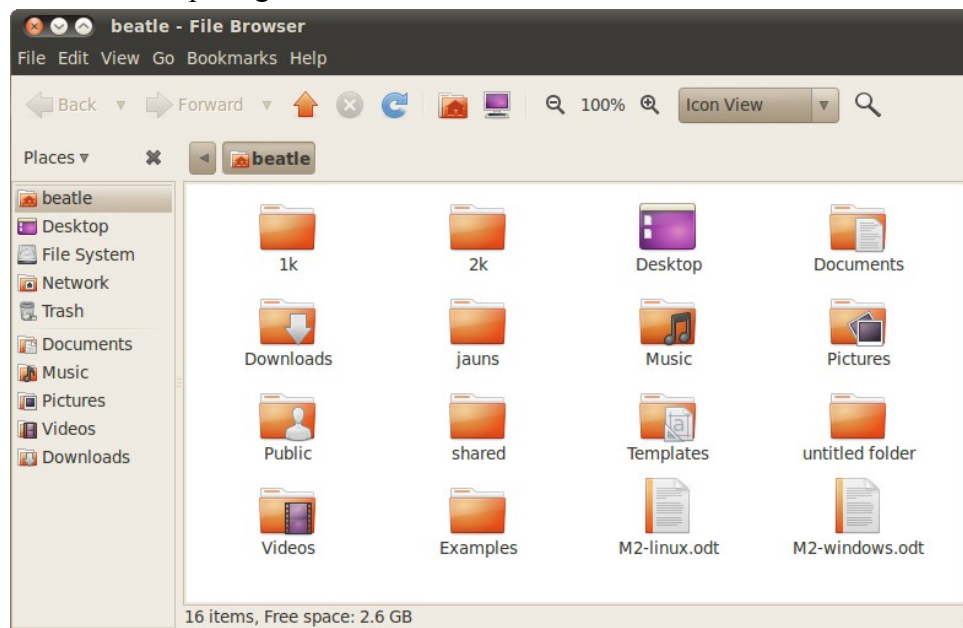 beatle - File Browser
File Edit View Go Bookmarks Help
Back Forward 100% Icon View
Places beatle
beatle
Desktop
File System
Network
Trash
Documents
Music
Pictures
Videos
Downloads
1k 2k Desktop Documents
Downloads jauns Music Pictures
Public shared Templates untitled folder
Videos Examples M2-linux.odt M2-windows.odt
16 items, Free space: 2.6 GB